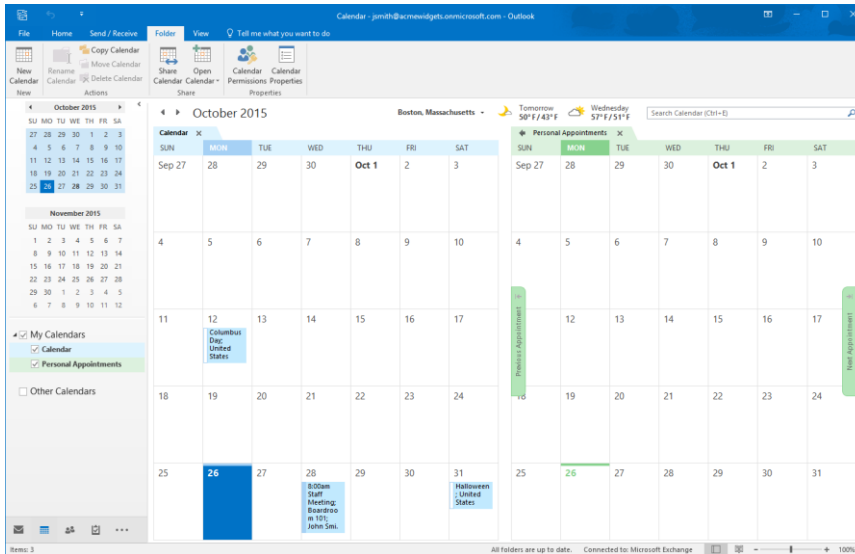 Calendar - jsmith@acmewidgets.onmicrosoft.com - Outlook
File Home Send / Receive Folder View Tell me what you want to do
New Calendar
Rename Calendar
Copy Calendar
Move Calendar
Delete Calendar
Share Calendar
Open Calendar
Calendar Permissions
Calendar Properties
New Actions Share Properties
October 2015
SU MO TU WE TH FR SA
27 28 29 30 1 2 3
4 5 6 7 8 9 10
11 12 13 14 15 16 17
18 19 20 21 22 23 24
25 26 27 28 29 30 31
November 2015
SU MO TU WE TH FR SA
1 2 3 4 5 6 7
8 9 10 11 12 13 14
15 16 17 18 19 20 21
22 23 24 25 26 27 28
29 30 1 2 3 4 5
6 7 8 9 10 11 12
My Calendars
Calendar
Personal Appointments
Other Calendars
October 2015
Boston, Massachusetts
Tomorrow
50°F/43°F
Wednesday
57°F/51°F
Search Calendar (Ctrl+E)
Calendar
SUN MON TUE WED THU FRI SAT
Sep 27 28 29 30 Oct 1 2 3
4 5 6 7 8 9 10
11 12 13 14 15 16 17
Columbus
Day;
United
States
18 19 20 21 22 23 24
25 26 27 28 29 30 31
8:00am
Staff
Meeting;
Boardroo
m 101;
John Smi.
Halloween
; United
States
Personal Appointments
SUN MON TUE WED THU FRI SAT
Sep 27 28 29 30 Oct 1 2 3
4 5 6 7 8 9 10
Previous Appointment
12 13 14 15 16 17
Next Appointment
18 19 20 21 22 23 24
25 26 27 28 29 30 31
Items: 3
All folders are up to date. Connected to: Microsoft Exchange
100%